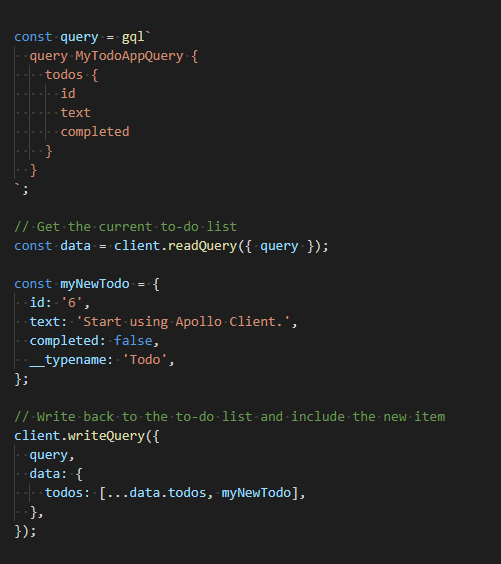 const query = gql`
  query MyTodoAppQuery {
    todos {
      id
      text
      completed
    }
  }
`;

// Get the current to-do list
const data = client.readQuery({ query });

const myNewTodo = {
  id: '6',
  text: 'Start using Apollo Client.',
  completed: false,
  __typename: 'Todo',
};

// Write back to the to-do list and include the new item
client.writeQuery({
  query,
  data: {
    todos: [...data.todos, myNewTodo],
  },
});